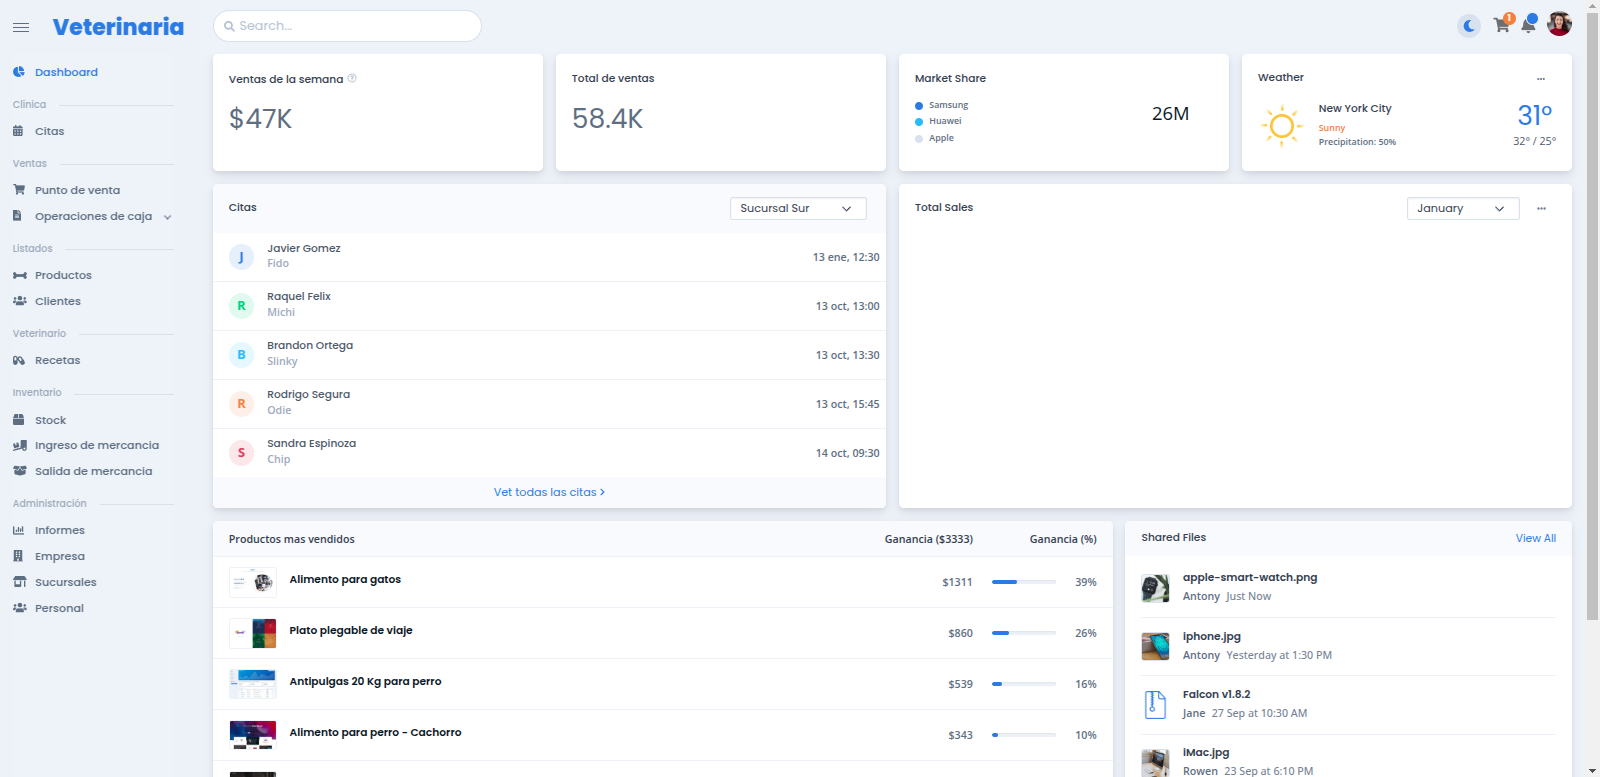 Veterinaria
Search...
1
Dashboard
Clínica
Citas
Ventas
Punto de venta
Operaciones de caja
Listados
Productos
Clientes
Veterinario
Recetas
Inventario
Stock
Ingreso de mercancia
Salida de mercancia
Administración
Informes
Empresa
Sucursales
Personal
Ventas de la semana
$47K
Total de ventas
58.4K
Market Share
Samsung
Huawei
Apple
26M
Weather
New York City
Sunny
Precipitation: 50%
31°
32° / 25°
Citas
Sucursal Sur
J
Javier Gomez
Fido
13 ene, 12:30
R
Raquel Felix
Michi
13 oct, 13:00
B
Brandon Ortega
Slinky
13 oct, 13:30
R
Rodrigo Segura
Odie
13 oct, 15:45
S
Sandra Espinoza
Chip
14 oct, 09:30
Vet todas las citas
Total Sales
January
Productos mas vendidos
Ganancia ($3333)
Ganancia (%)
Alimento para gatos
$1311
39%
Plato plegable de viaje
$860
26%
Antipulgas 20 Kg para perro
$539
16%
Alimento para perro - Cachorro
$343
10%
Shared Files
View All
apple-smart-watch.png
Antony Just Now
iphone.jpg
Antony Yesterday at 1:30 PM
Falcon v1.8.2
Jane 27 Sep at 10:30 AM
iMac.jpg
Rowen 23 Sep at 6:10 PM